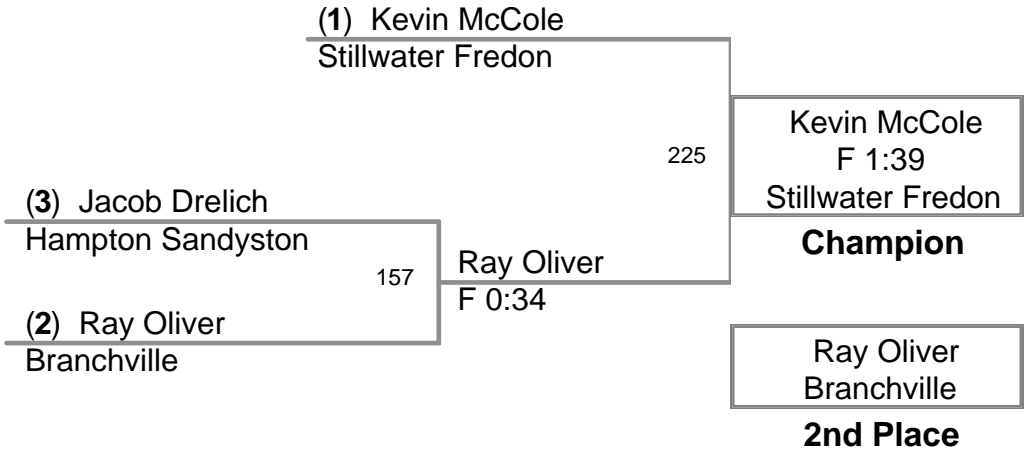 (1) Kevin McCole
Stillwater Fredon
225
Kevin McCole
F 1:39
Stillwater Fredon
Champion
(3) Jacob Drelich
Hampton Sandyston
157
Ray Oliver
F 0:34
(2) Ray Oliver
Branchville
Ray Oliver
Branchville
2nd Place